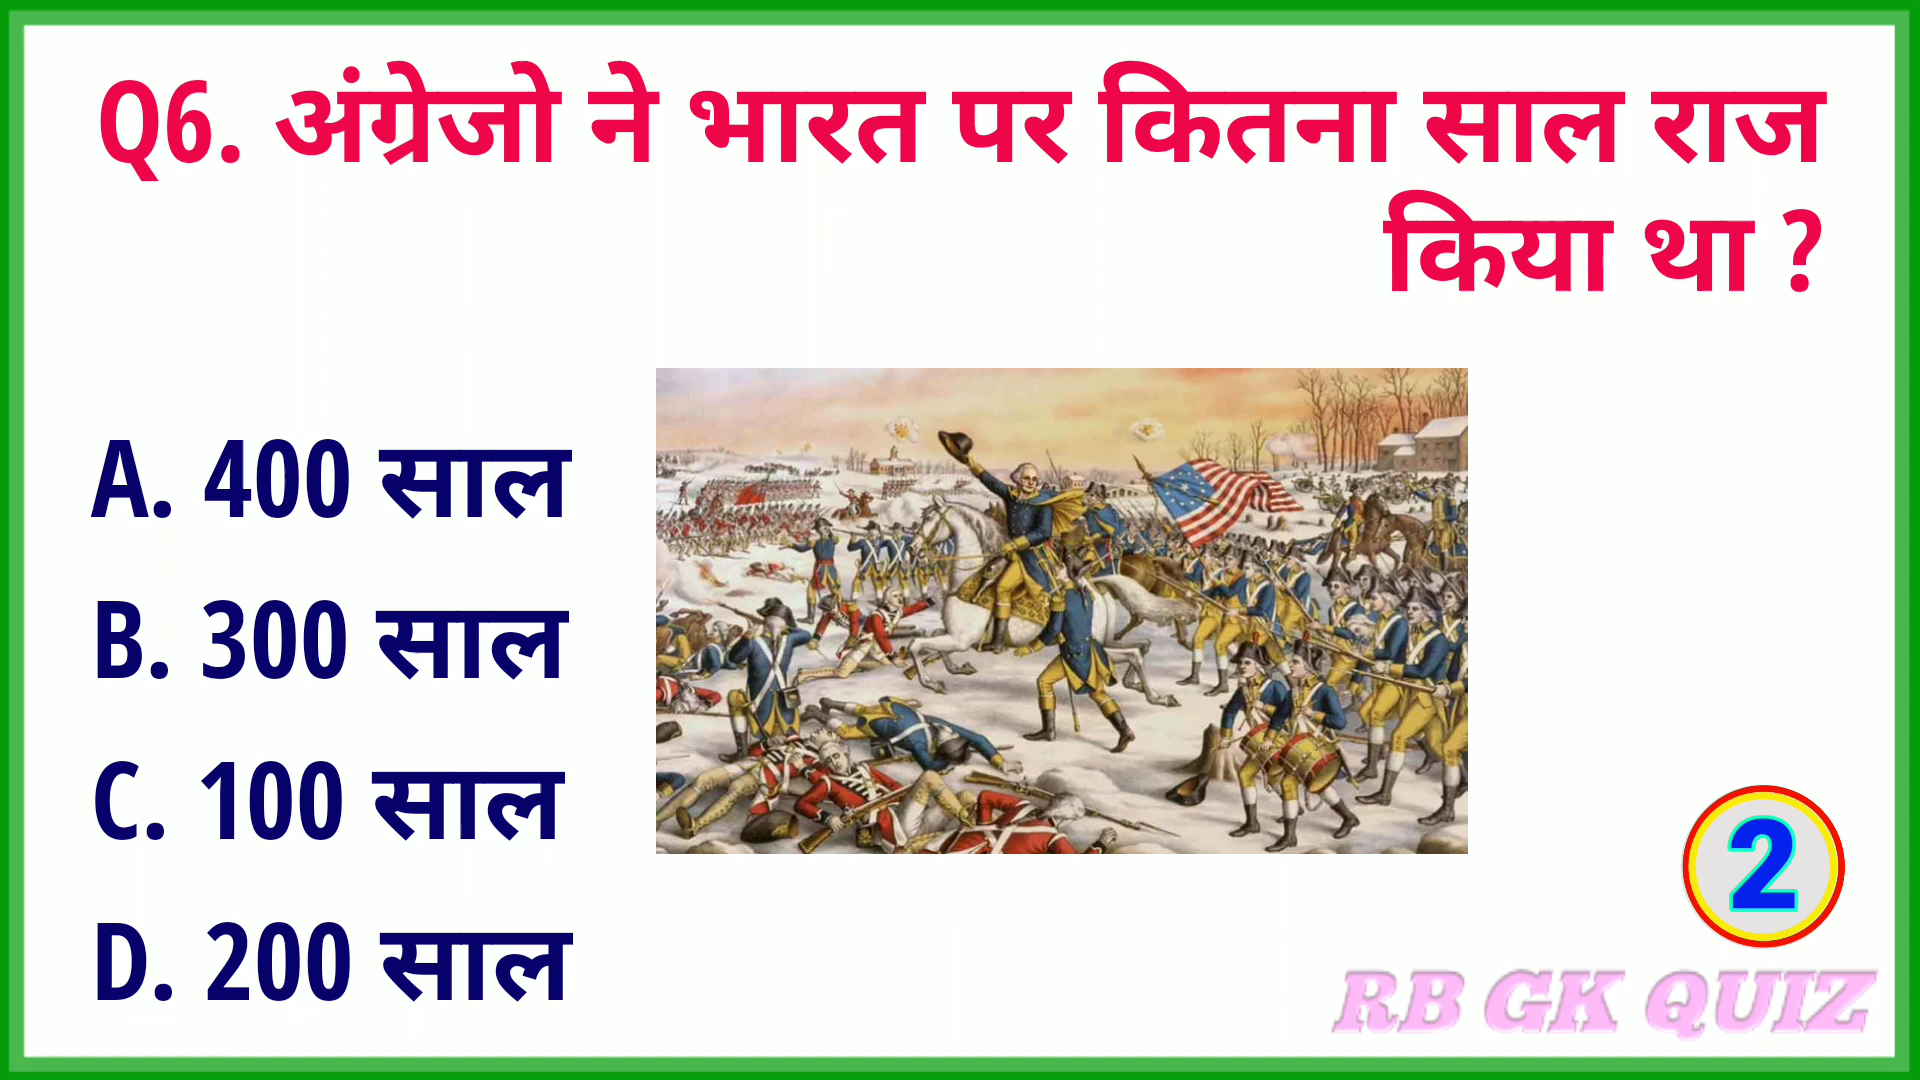 Q6. अंग्रेजो ने भारत पर कितना साल राज
किया था ?
A. 400 साल
B. 300 साल
C. 100 साल
D. 200 साल
2
RB GK QUIZ